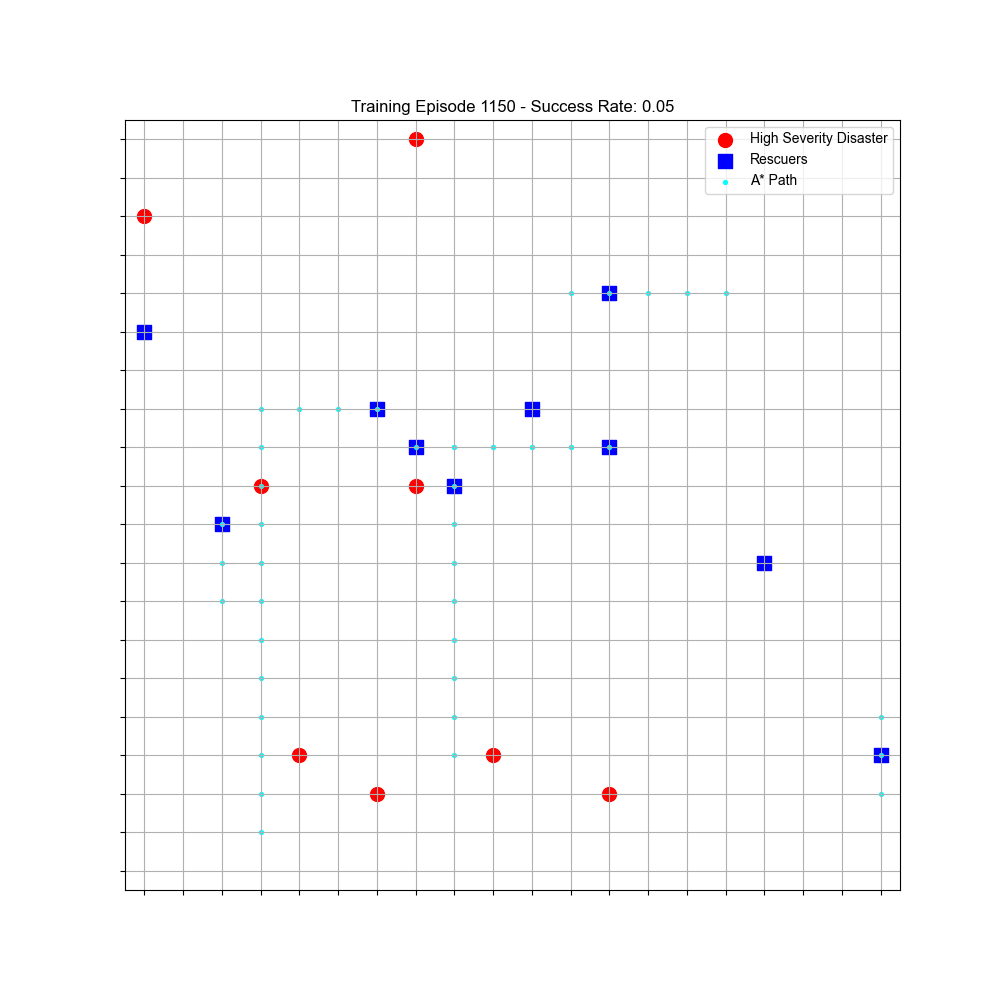 Training Episode 1150 - Success Rate: 0.05
High Severity Disaster
Rescuers
A* Path